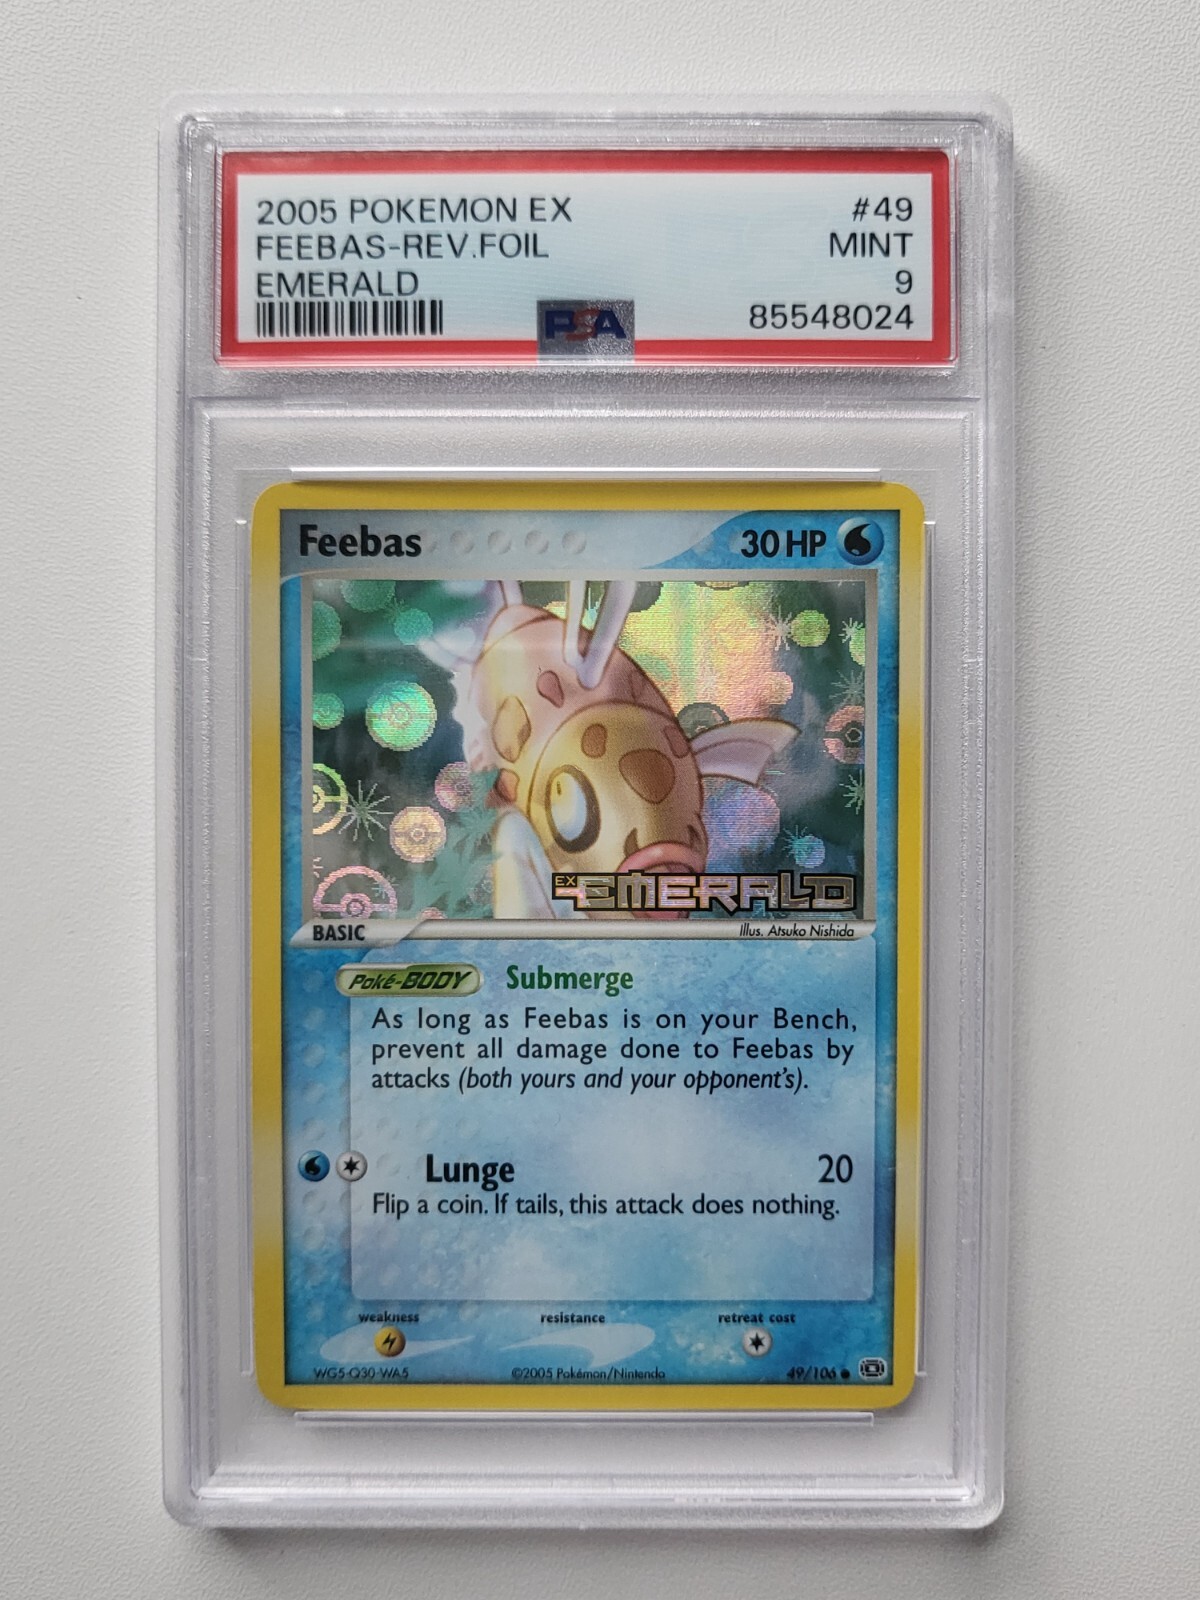 2005 POKEMON EX #49
FEEBAS-REV.FOIL MINT
EMERALD 9
PSA 85548024
Feebas 30 HP
EX EMERALD
BASIC Illus. Atsuko Nishida
Poké-BODY Submerge
As long as Feebas is on your Bench,
prevent all damage done to Feebas by
attacks (both yours and your opponent's).
Lunge 20
Flip a coin. If tails, this attack does nothing.
weakness resistance retreat cost
WG5-Q30-WA5 ©2005 Pokémon/Nintendo 49/106